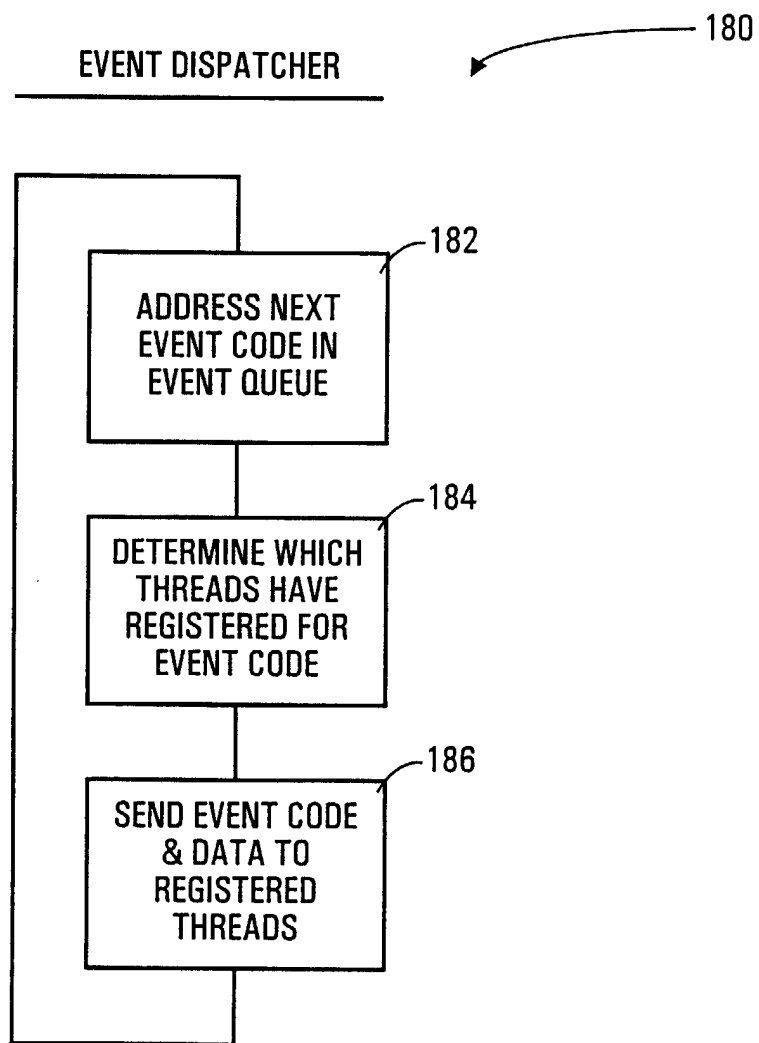 180
EVENT DISPATCHER
182
ADDRESS NEXT
EVENT CODE IN
EVENT QUEUE
184
DETERMINE WHICH
THREADS HAVE
REGISTERED FOR
EVENT CODE
186
SEND EVENT CODE
& DATA TO
REGISTERED
THREADS